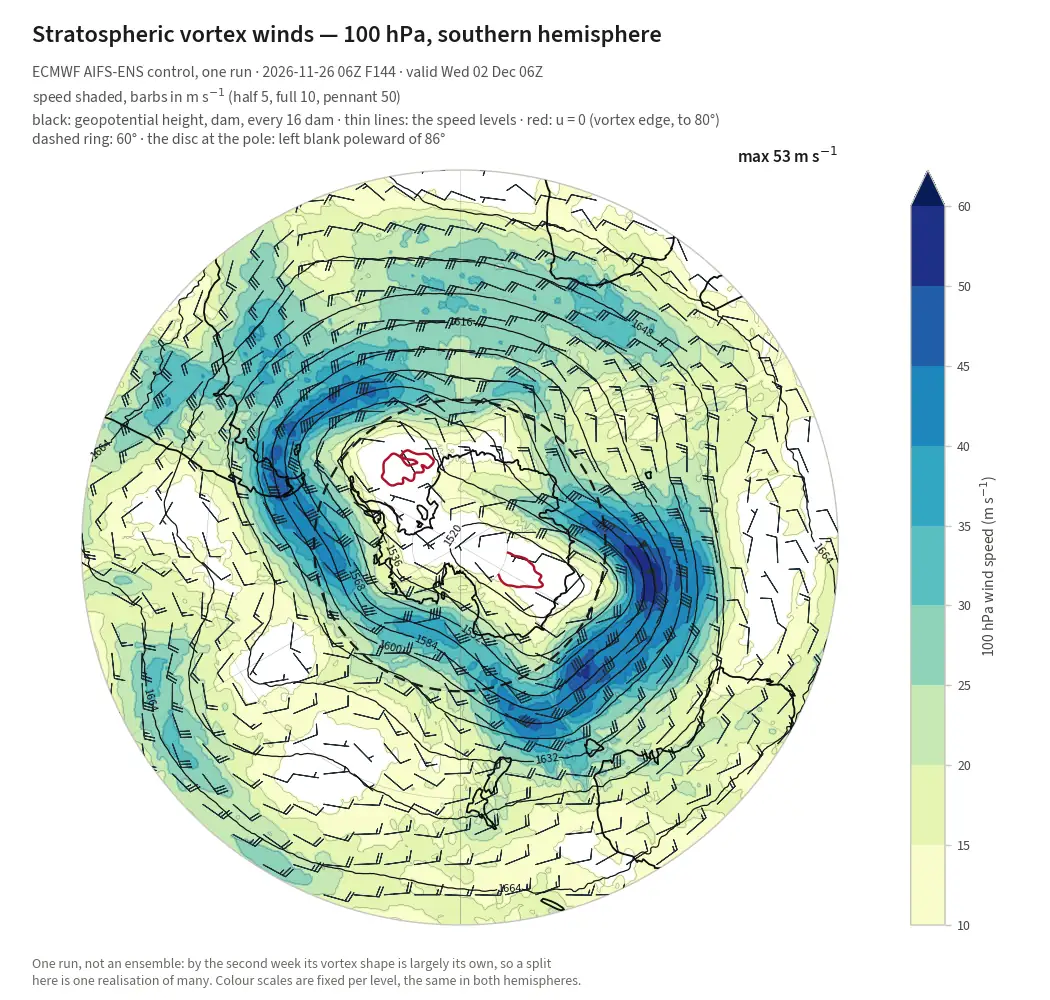 Stratospheric vortex winds — 100 hPa, southern hemisphere
ECMWF AIFS-ENS control, one run · 2026-11-26 06Z F144 · valid Wed 02 Dec 06Z
speed shaded, barbs in m s⁻¹ (half 5, full 10, pennant 50)
black: geopotential height, dam, every 16 dam · thin lines: the speed levels · red: u = 0 (vortex edge, to 80°)
dashed ring: 60° · the disc at the pole: left blank poleward of 86°
max 53 m s⁻¹
60
50
45
40
35
30
25
20
15
10
100 hPa wind speed (m s⁻¹)
1616
1648
1664
1520
1536
1568
1664
1584
1600
1632
1664
One run, not an ensemble: by the second week its vortex shape is largely its own, so a split
here is one realisation of many. Colour scales are fixed per level, the same in both hemispheres.